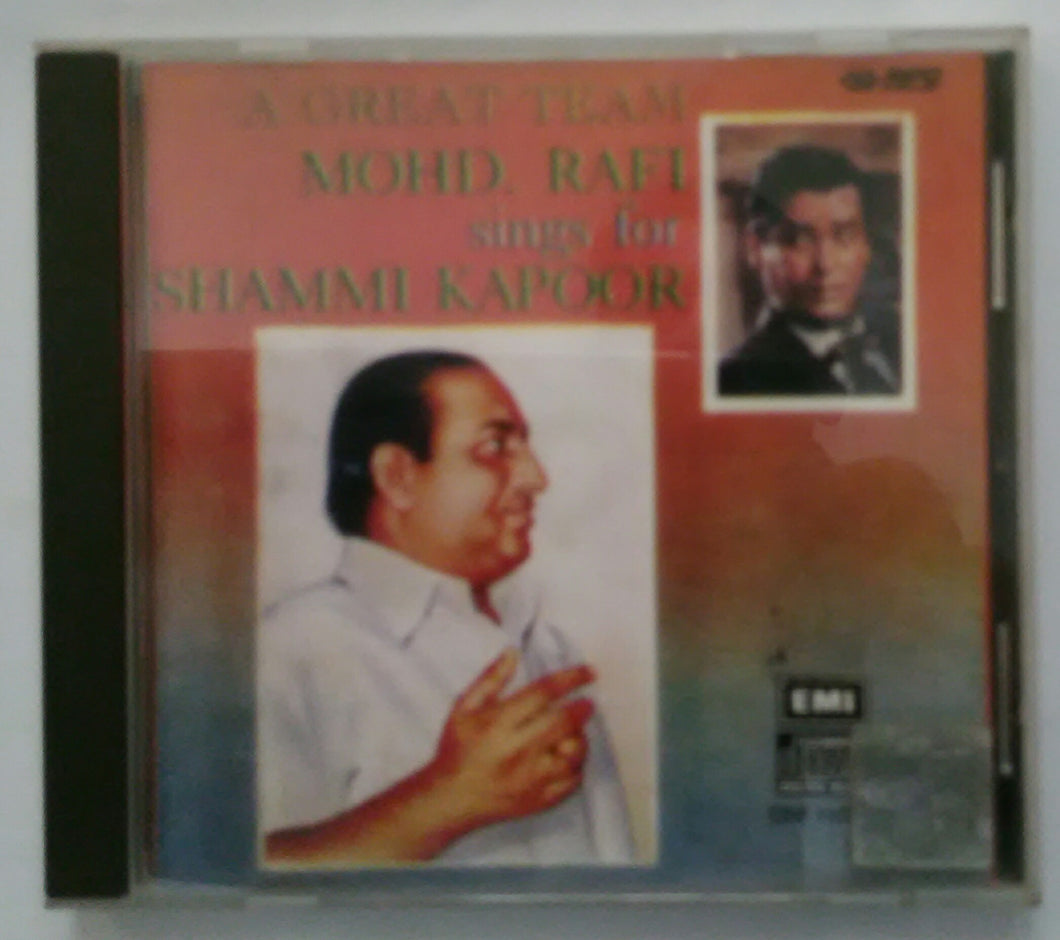 A GREAT TEAM
MOHD. RAFI
sings for
SHAMMI KAPOOR
EMI